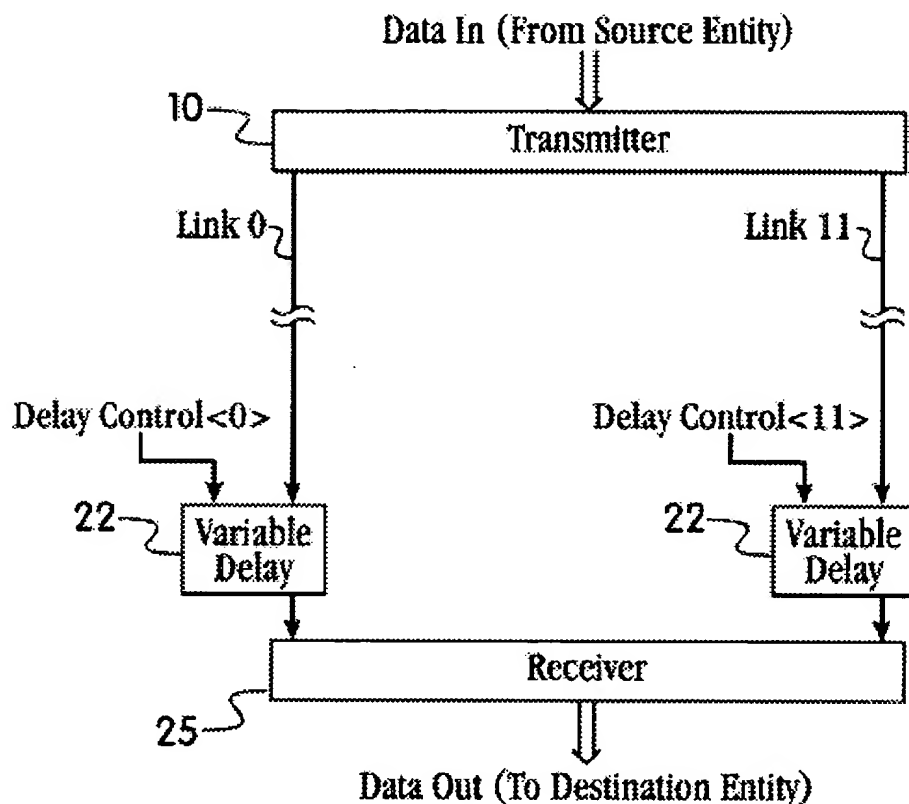 Data In (From Source Entity)
10
Transmitter
Link 0
Link 11
Delay Control<0>
Delay Control<11>
22
Variable
Delay
22
Variable
Delay
Receiver
25
Data Out (To Destination Entity)